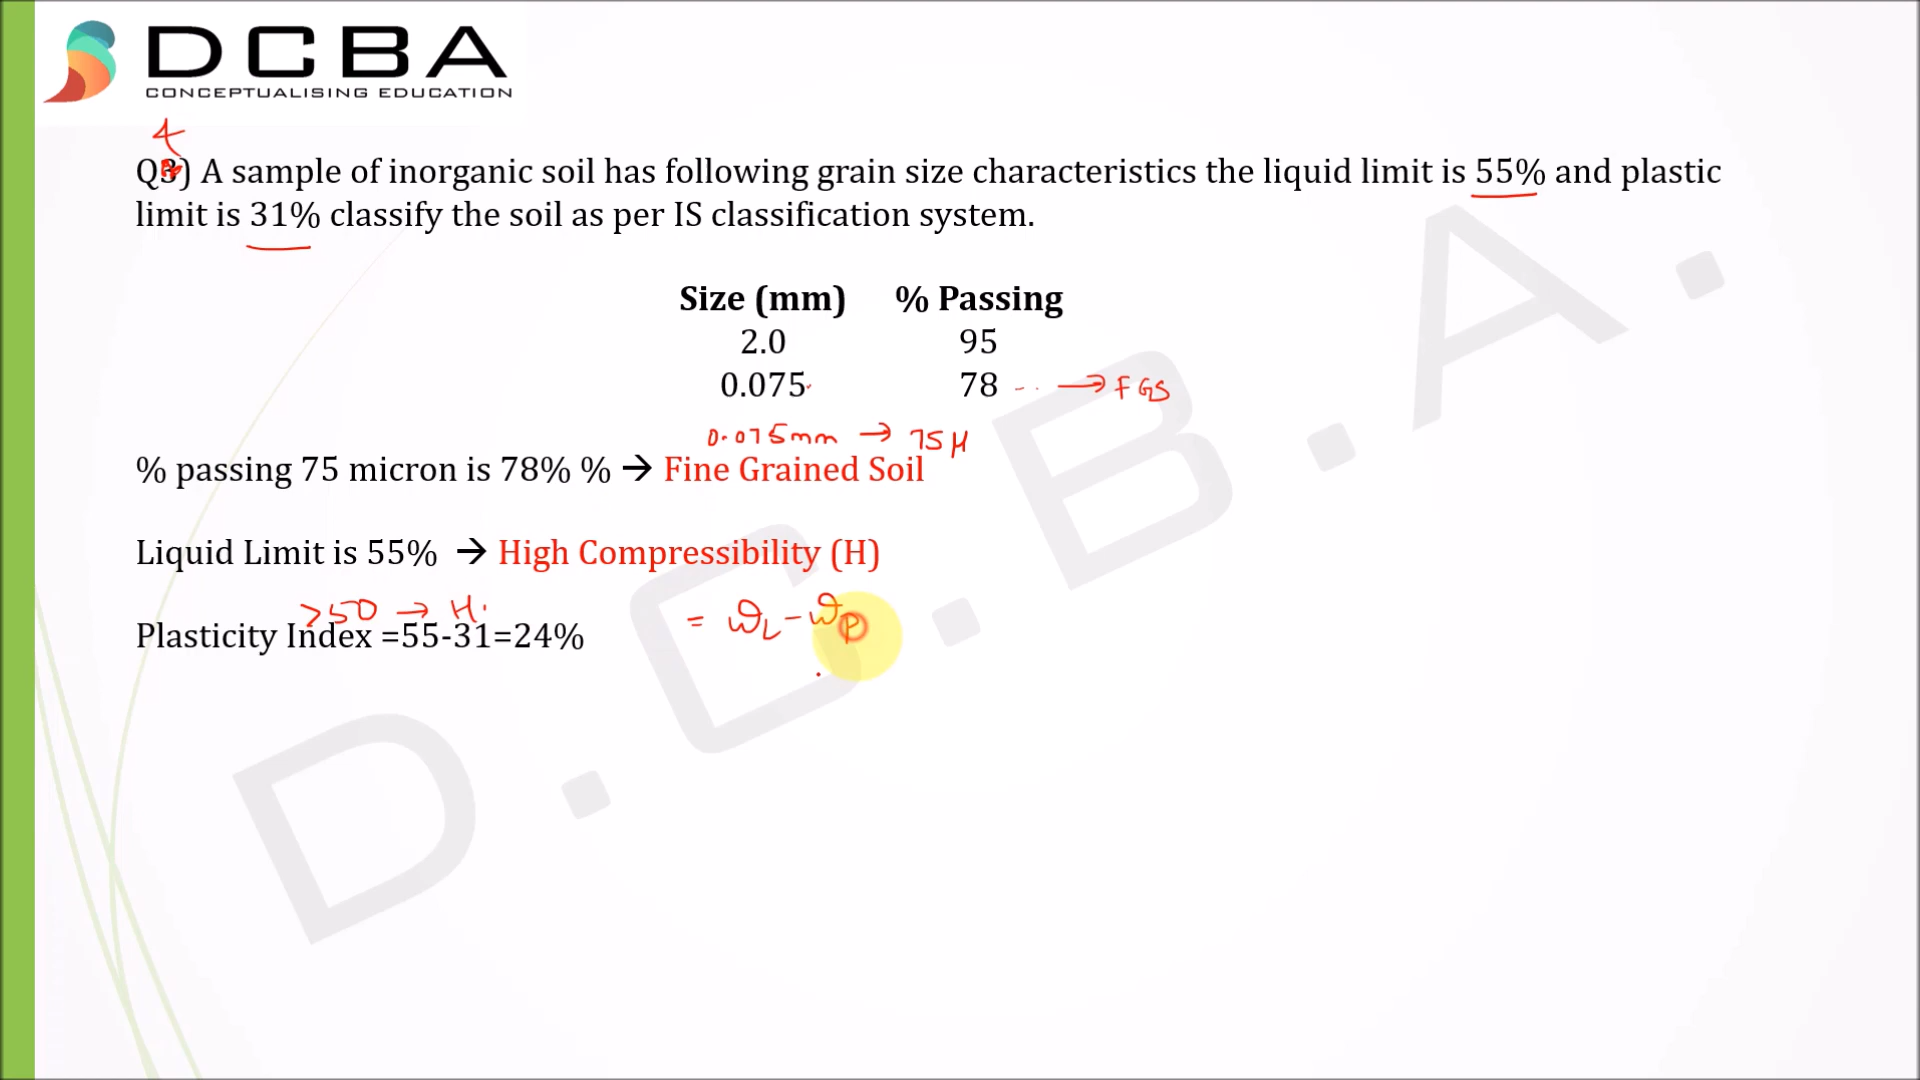 DCBA
CONCEPTUALISING EDUCATION
4
Q3) A sample of inorganic soil has following grain size characteristics the liquid limit is 55% and plastic
limit is 31% classify the soil as per IS classification system.
Size (mm) % Passing
2.0 95
0.075 78 → FGS
0.075mm → 75 μ
% passing 75 micron is 78% % → Fine Grained Soil
Liquid Limit is 55% → High Compressibility (H)
>50 → H.
Plasticity Index =55-31=24% = ωL - ωP
D.C.B.A.